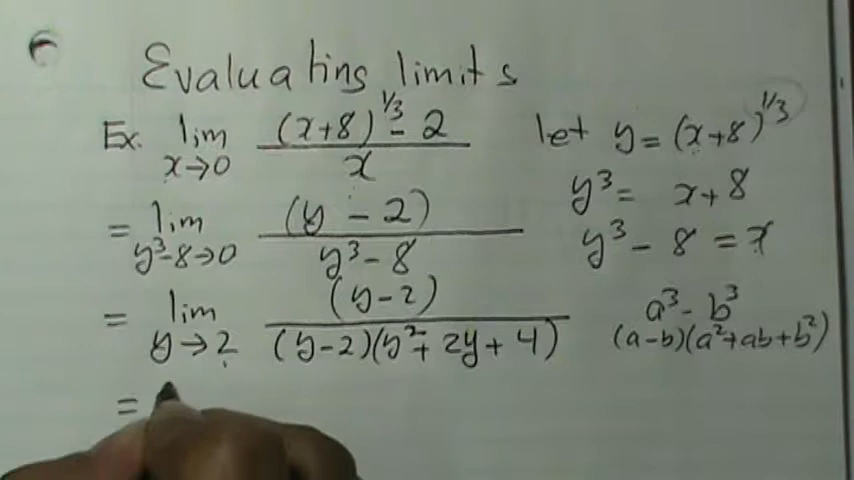 Evaluating limits
Ex. lim x→0 (x+8)^1/3 - 2 / x
let y = (x+8)^1/3
y³ = x+8
= lim y³-8→0 (y-2) / y³-8
y³ - 8 = x
= lim y→2 (y-2) / (y-2)(y²+2y+4)
a³ - b³
(a-b)(a²+ab+b²)
=